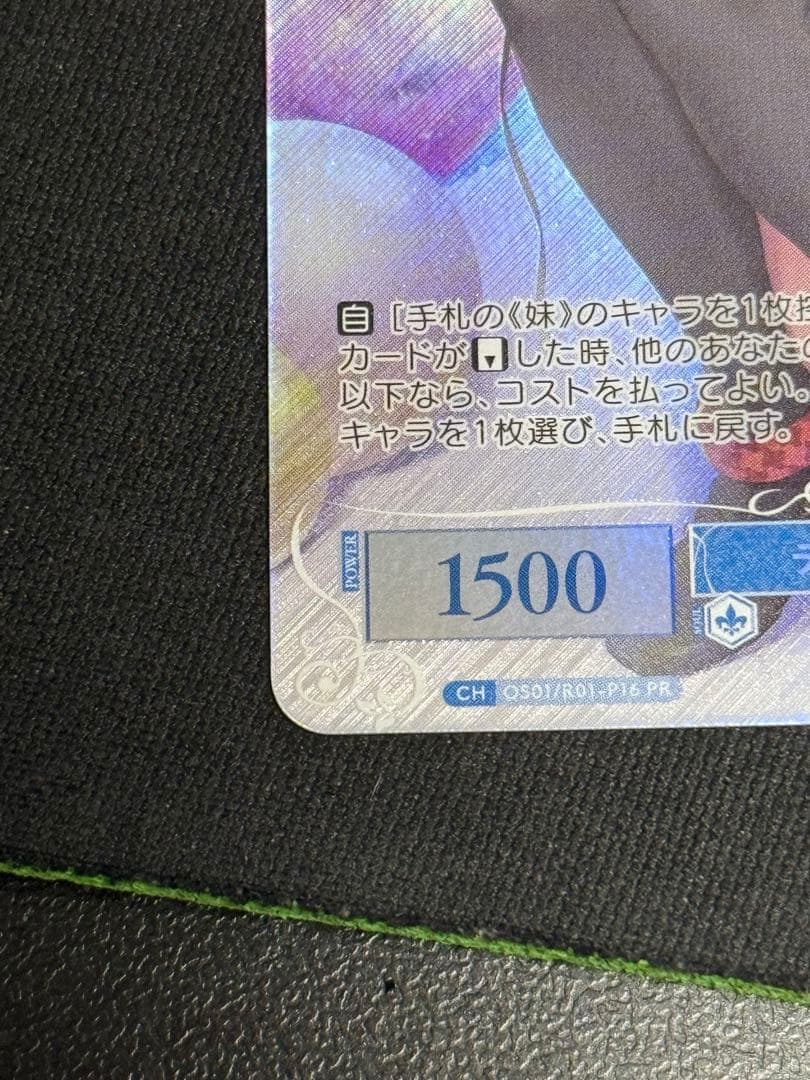 自 [手札の《妹》のキャラを1枚
カードが した時、他のあなたの
以下なら、コストを払ってよい。
キャラを1枚選び、手札に戻す。
POWER
1500
SOUL
CH OS01/R01-P16 PR